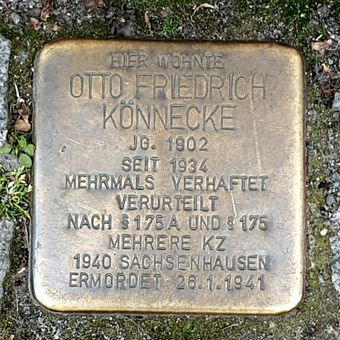 HIER WOHNTE
OTTO FRIEDRICH
KÖNNECKE
JG. 1902
SEIT 1934
MEHRMALS VERHAFTET
VERURTEILT
NACH § 175A UND § 175
MEHRERE KZ
1940 SACHSENHAUSEN
ERMORDET 26.1.1941